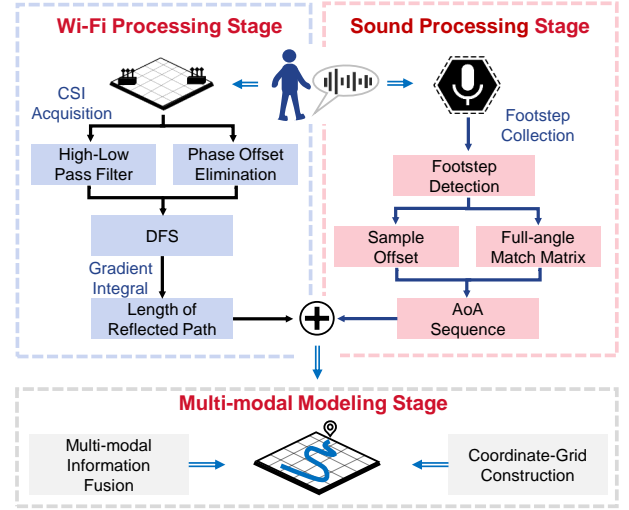 Wi-Fi Processing Stage
CSI
Acquisition
High-Low
Pass Filter
Phase Offset
Elimination
DFS
Gradient
Integral
Length of
Reflected Path
Sound Processing Stage
Footstep
Collection
Footstep
Detection
Sample
Offset
Full-angle
Match Matrix
AoA
Sequence
Multi-modal Modeling Stage
Multi-modal
Information
Fusion
Coordinate-Grid
Construction